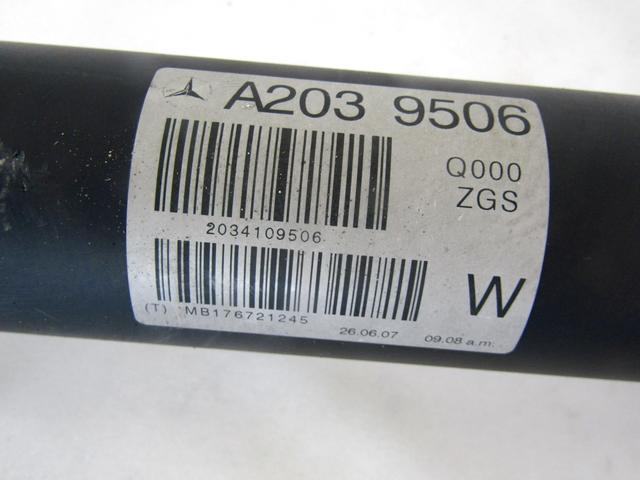 A203 9506
Q000
ZGS
2034109506
W
(T) MB176721245
26.06.07 09.08 a.m.